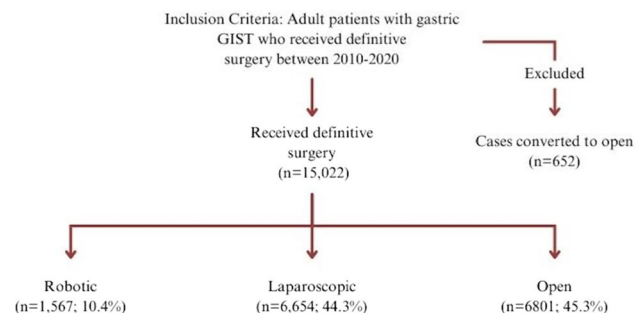 Inclusion Criteria: Adult patients with gastric
GIST who received definitive
surgery between 2010-2020
Excluded
Cases converted to open
(n=652)
Received definitive
surgery
(n=15,022)
Robotic
(n=1,567; 10.4%)
Laparoscopic
(n=6,654; 44.3%)
Open
(n=6801; 45.3%)